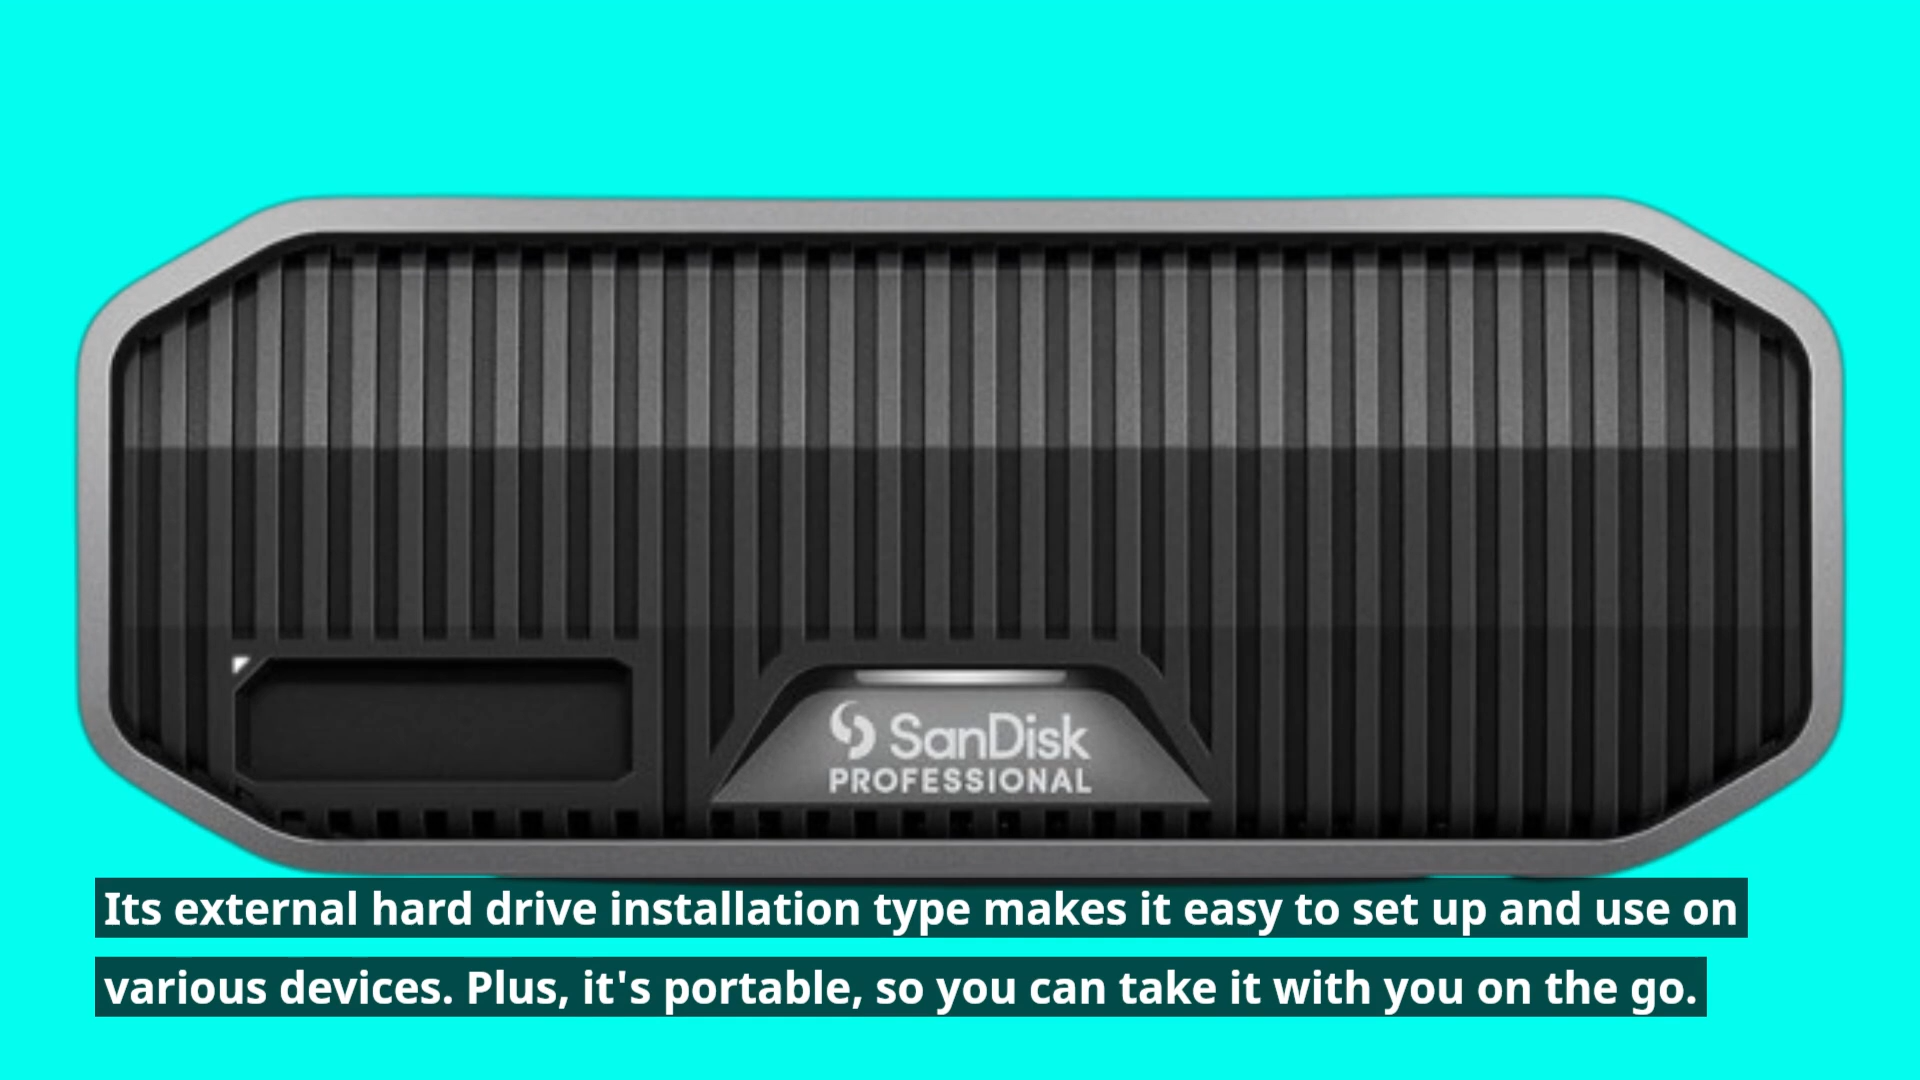 SanDisk
PROFESSIONAL
Its external hard drive installation type makes it easy to set up and use on
various devices. Plus, it's portable, so you can take it with you on the go.